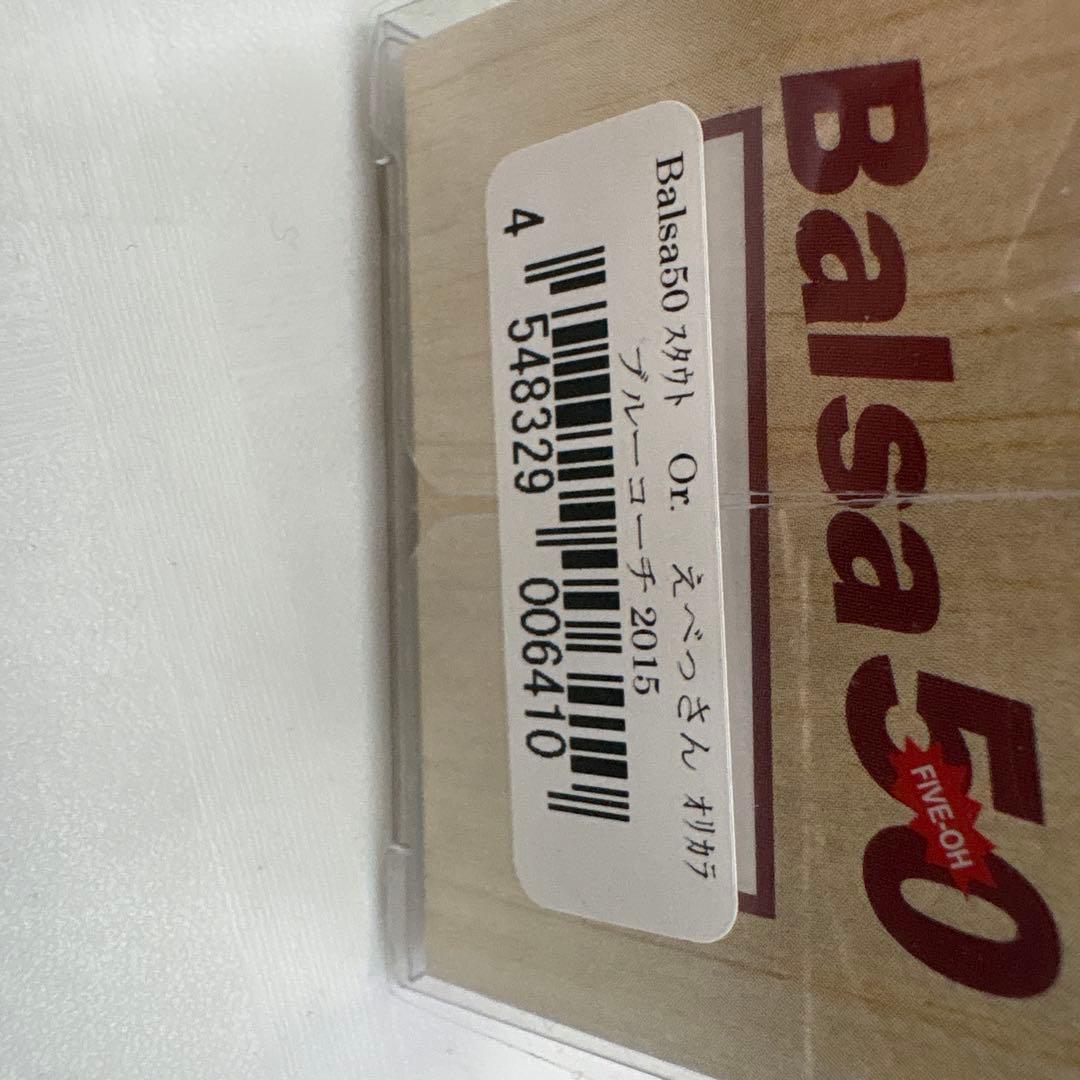 Balsa50
FIVE-OH
Balsa50 ｽﾀｳﾄ Or. えべっさん ｵﾘｶﾗ
ブルーコーチ 2015
4 548329 006410